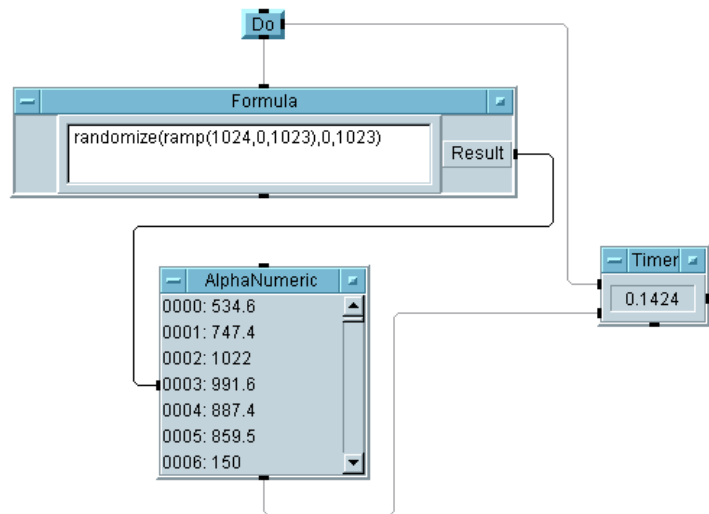 Do
Formula
randomize(ramp(1024,0,1023),0,1023)
Result
Timer
0.1424
AlphaNumeric
0000: 534.6
0001: 747.4
0002: 1022
0003: 991.6
0004: 887.4
0005: 859.5
0006: 150